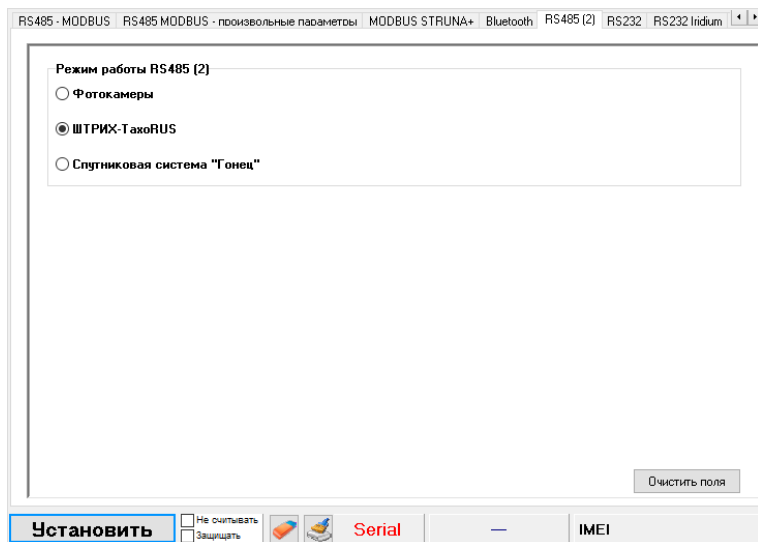 RS485 - MODBUS RS485 MODBUS - произвольные параметры MODBUS STRUNA+ Bluetooth RS485 (2) RS232 RS232 Iridium
Режим работы RS485 (2)
Фотокамеры
ШТРИХ-ТахоRUS
Спутниковая система "Гонец"
Очистить поля
Установить
Не считывать
Защищать
Serial
—
IMEI